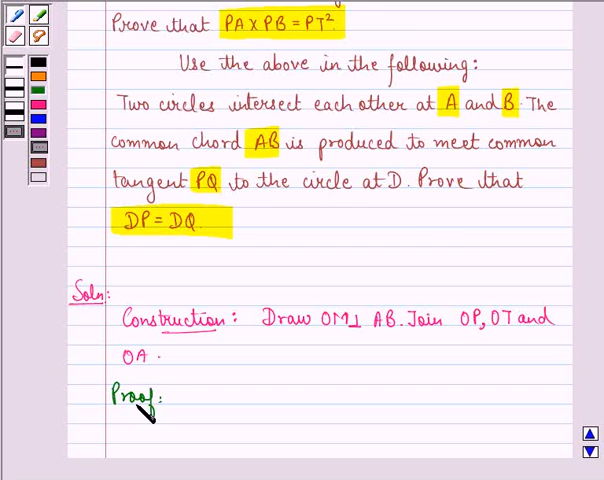 Prove that PA x PB = PT².
Use the above in the following:
Two circles intersect each other at A and B. The
common chord AB is produced to meet common
tangent PQ to the circle at D. Prove that
DP = DQ.
Soln:
Construction: Draw OM⊥ AB. Join OP, OT and
OA.
Proof: